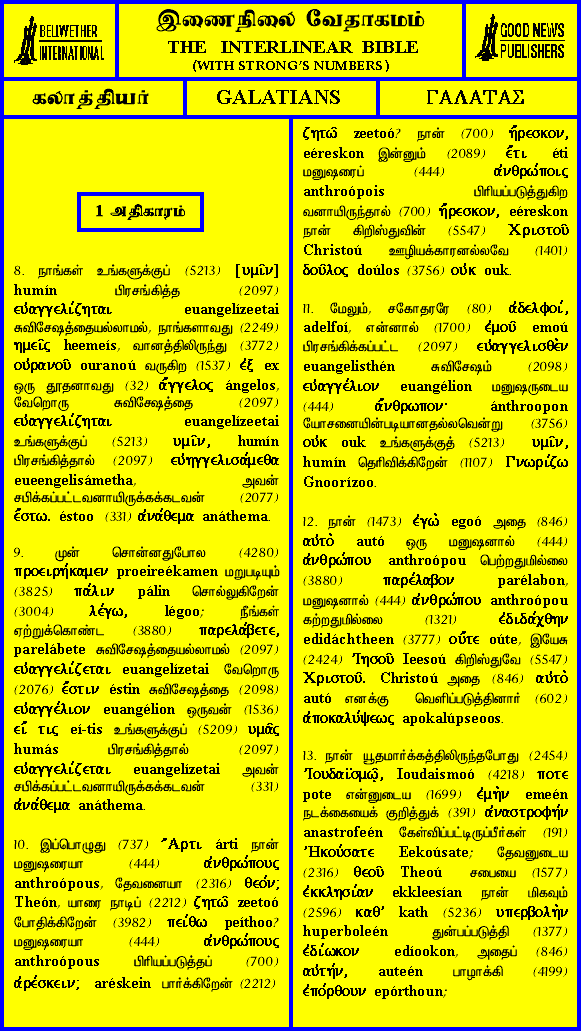 BELLWETHER
INTERNATIONAL
இணைநிலை வேதாகமம்
THE INTERLINEAR BIBLE
(WITH STRONG'S NUMBERS)
GOOD NEWS
PUBLISHERS
கலாத்தியர்
GALATIANS
ΓΑΛΑΤΑΣ
1 அதிகாரம்
8. நாங்கள் உங்களுக்குப் (5213) [υμῖν]
humín பிரசங்கித்த (2097)
εὐαγγελίζηται euangelízeetai
சுவிசேஷத்தையல்லாமல், நாங்களாவது (2249)
ημεῖς heemeís, வானத்திலிருந்து (3772)
οὐρανοῦ ouranoú வருகிற (1537) ἐξ ex
ஒரு தூதனாவது (32) ἄγγελος ángelos,
வேறொரு சுவிசேஷத்தை (2097)
εὐαγγελίζηται euangelízeetai
உங்களுக்குப் (5213) υμῖν, humín
பிரசங்கித்தால் (2097) εὐηγγελισάμεθα
eueengelisámetha, அவன்
சபிக்கப்பட்டவனாயிருக்கக்கடவன் (2077)
ἔστω. éstoo (331) ἀνάθεμα anáthema.
9. முன் சொன்னதுபோல (4280)
προειρήκαμεν proeireékamen மறுபடியும்
(3825) πάλιν pálin சொல்லுகிறேன்
(3004) λέγω, légoo; நீங்கள்
ஏற்றுக்கொண்ட (3880) παρελάβετε,
parelábete சுவிசேஷத்தையல்லாமல் (2097)
εὐαγγελίζεται euangelízetai வேறொரு
(2076) ἔστιν éstin சுவிசேஷத்தை (2098)
εὐαγγέλιον euangélion ஒருவன் (1536)
εἴ τις eí-tis உங்களுக்குப் (5209) υμᾶς
humás பிரசங்கித்தால் (2097)
εὐαγγελίζεται euangelízetai அவன்
சபிக்கப்பட்டவனாயிருக்கக்கடவன் (331)
ἀνάθεμα anáthema.
10. இப்பொழுது (737) ῎Αρτι árti நான்
மனுஷரையா (444) ἀνθρώπους
anthroópous, தேவனையா (2316) θεόν;
Theón, யாரை நாடிப் (2212) ζητῶ zeetoó
போதிக்கிறேன் (3982) πείθω peíthoo?
மனுஷரையா (444) ἀνθρώπους
anthroópous பிரியப்படுத்தப் (700)
ἀρέσκειν; aréskein பார்க்கிறேன் (2212)
ζητῶ zeetoó? நான் (700) ἤρεσκον,
eéreskon இன்னும் (2089) ἔτι éti
மனுஷரைப் (444) ἀνθρώποις
anthroópois பிரியப்படுத்துகிற
வனாயிருந்தால் (700) ἤρεσκον, eéreskon
நான் கிறிஸ்துவின் (5547) Χριστοῦ
Christoú ஊழியக்காரனல்லவே (1401)
δοῦλος doúlos (3756) οὐκ ouk.
11. மேலும், சகோதரரே (80) ἀδελφοί,
adelfoí, என்னால் (1700) ἐμοῦ emoú
பிரசங்கிக்கப்பட்ட (2097) εὐαγγελισθὲν
euangelisthén சுவிசேஷம் (2098)
εὐαγγέλιον euangélion மனுஷருடைய
(444) ἄνθρωπον· ánthroopon
யோசனையின்படியானதல்லவென்று (3756)
οὐκ ouk உங்களுக்குத் (5213) υμῖν,
humín தெரிவிக்கிறேன் (1107) Γνωρίζω
Gnoorízoo.
12. நான் (1473) ἐγὼ egoó அதை (846)
αὐτὸ autó ஒரு மனுஷனால் (444)
ἀνθρώπου anthroópou பெற்றதுமில்லை
(3880) παρέλαβον parélabon,
மனுஷனால் (444) ἀνθρώπου anthroópou
கற்றதுமில்லை (1321) ἐδιδάχθην
edidáchtheen (3777) οὔτε oúte, இயேசு
(2424) Ἰησοῦ Ieesoú கிறிஸ்துவே (5547)
Χριστοῦ. Christoú அதை (846) αὐτὸ
autó எனக்கு வெளிப்படுத்தினார் (602)
ἀποκαλύψεως apokalúpseoos.
13. நான் யூதமார்க்கத்திலிருந்தபோது (2454)
Ἰουδαϊσμῷ, Ioudaismoó (4218) ποτε
pote என்னுடைய (1699) ἐμὴν emeén
நடக்கையைக் குறித்துக் (391) ἀναστροφήν
anastrofeén கேள்விப்பட்டிருப்பீர்கள் (191)
Ἠκούσατε Eekoúsate; தேவனுடைய
(2316) θεοῦ Theoú சபையை (1577)
ἐκκλησίαν ekkleesían நான் மிகவும்
(2596) καθ' kath (5236) υπερβολὴν
huperboleén துன்பப்படுத்தி (1377)
ἐδίωκον edíookon, அதைப் (846)
αὐτήν, auteén பாழாக்கி (4199)
ἐπόρθουν epórthoun;